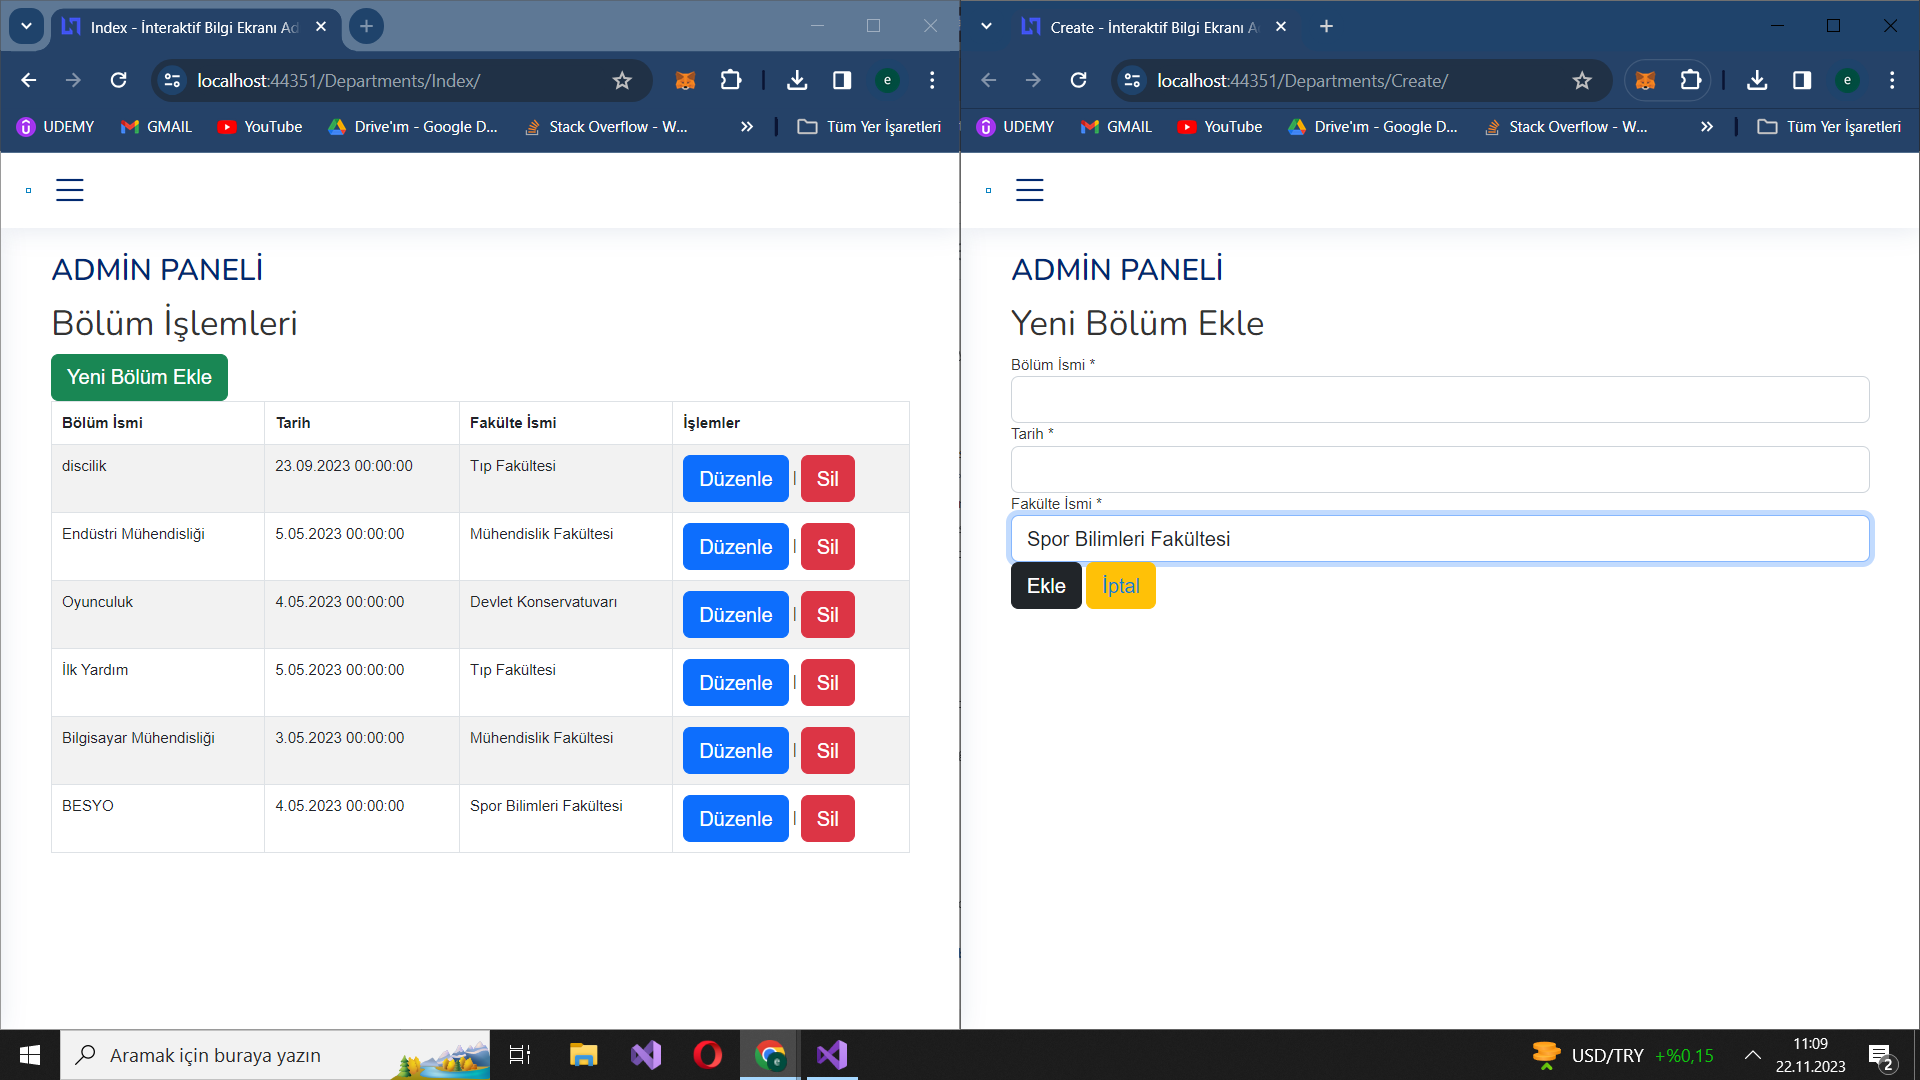 Index - İnteraktif Bilgi Ekranı Ad
localhost:44351/Departments/Index/
e
UDEMY
GMAIL
YouTube
Drive'ım - Google D...
Stack Overflow - W...
Tüm Yer İşaretleri
ADMİN PANELİ
Bölüm İşlemleri
Yeni Bölüm Ekle
Bölüm İsmi Tarih Fakülte İsmi İşlemler
discilik 23.09.2023 00:00:00 Tıp Fakültesi Düzenle | Sil
Endüstri Mühendisliği 5.05.2023 00:00:00 Mühendislik Fakültesi Düzenle | Sil
Oyunculuk 4.05.2023 00:00:00 Devlet Konservatuvarı Düzenle | Sil
İlk Yardım 5.05.2023 00:00:00 Tıp Fakültesi Düzenle | Sil
Bilgisayar Mühendisliği 3.05.2023 00:00:00 Mühendislik Fakültesi Düzenle | Sil
BESYO 4.05.2023 00:00:00 Spor Bilimleri Fakültesi Düzenle | Sil
Create - İnteraktif Bilgi Ekranı A
localhost:44351/Departments/Create/
e
UDEMY
GMAIL
YouTube
Drive'ım - Google D...
Stack Overflow - W...
Tüm Yer İşaretleri
ADMİN PANELİ
Yeni Bölüm Ekle
Bölüm İsmi *
Tarih *
Fakülte İsmi *
Spor Bilimleri Fakültesi
Ekle İptal
Aramak için buraya yazın
e
USD/TRY +%0,15
11:09
22.11.2023
2